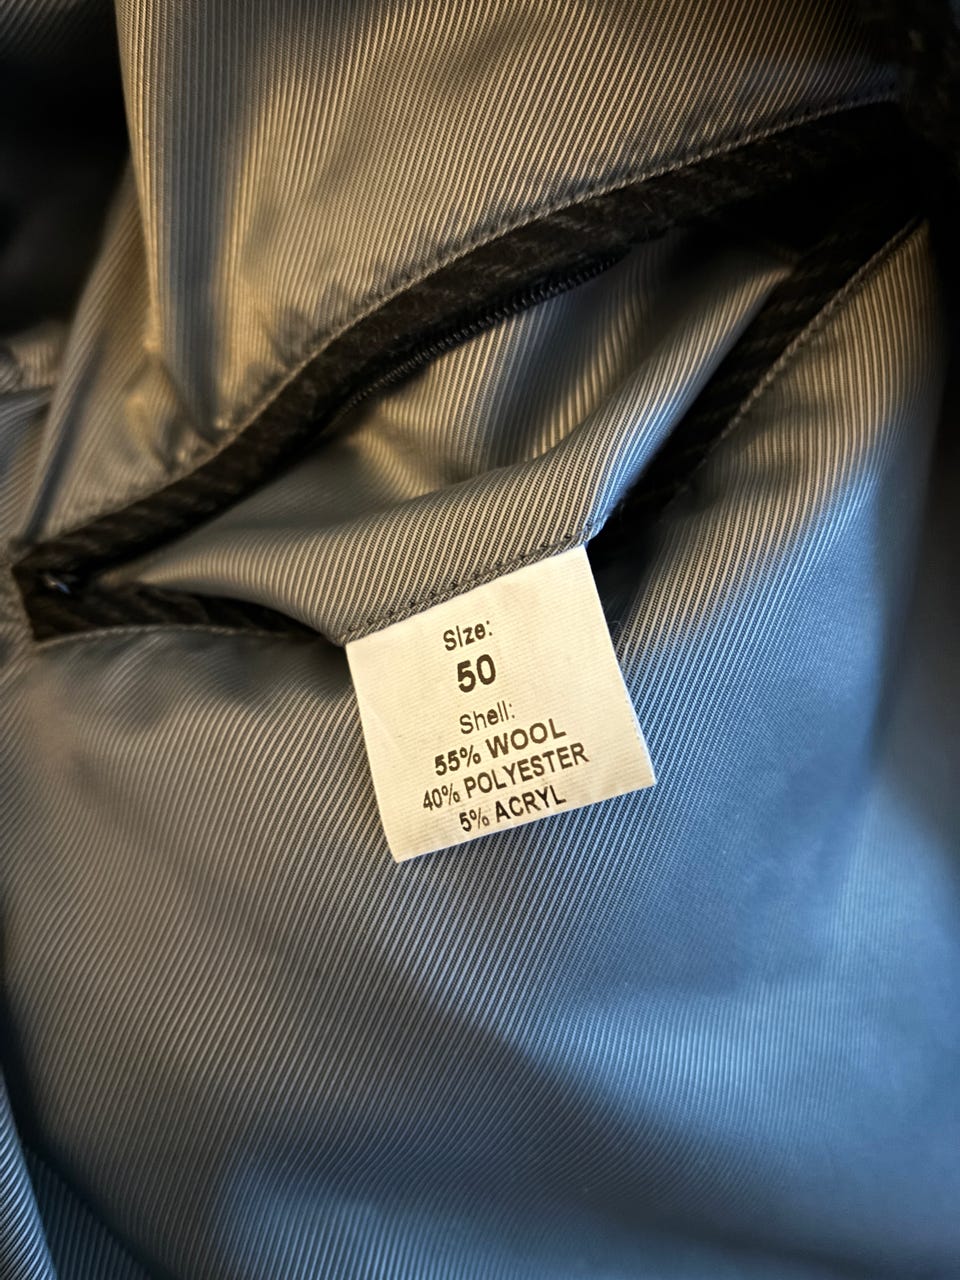 Size:
50
Shell:
55% WOOL
40% POLYESTER
5% ACRYL